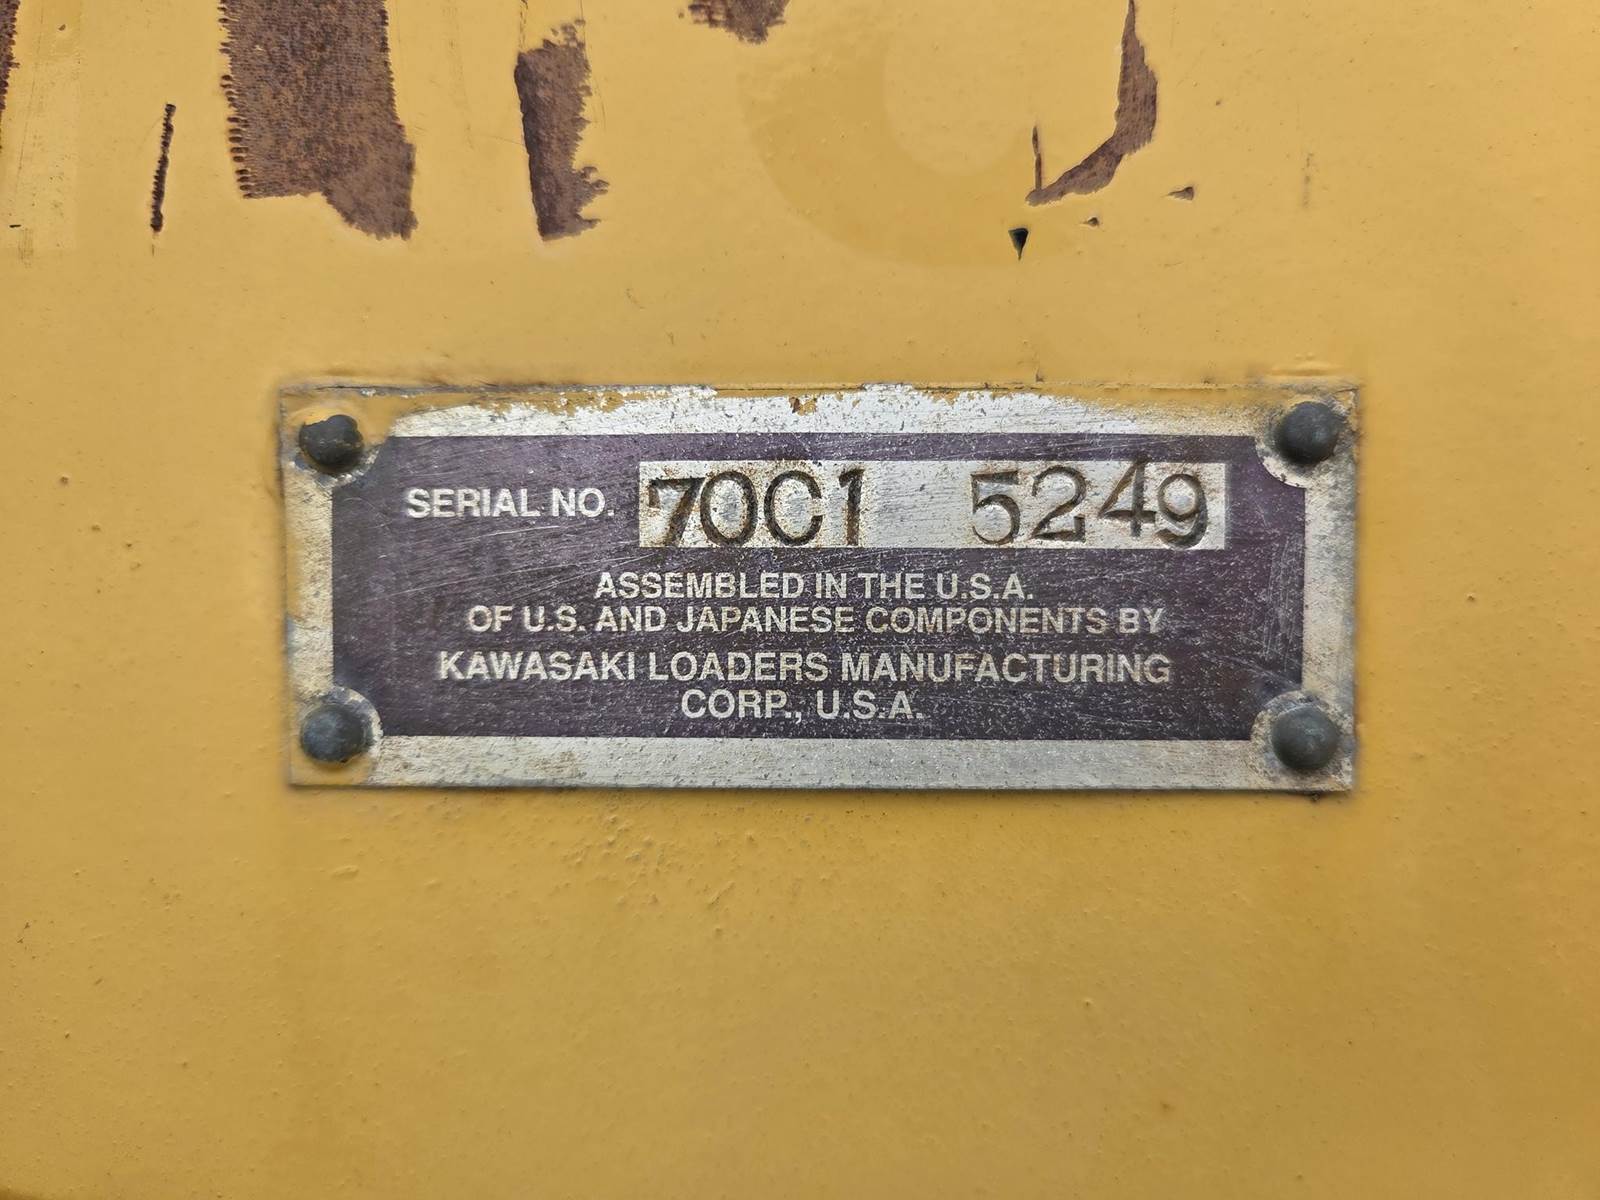 SERIAL NO. 70C1 5249
ASSEMBLED IN THE U.S.A.
OF U.S. AND JAPANESE COMPONENTS BY
KAWASAKI LOADERS MANUFACTURING
CORP., U.S.A.